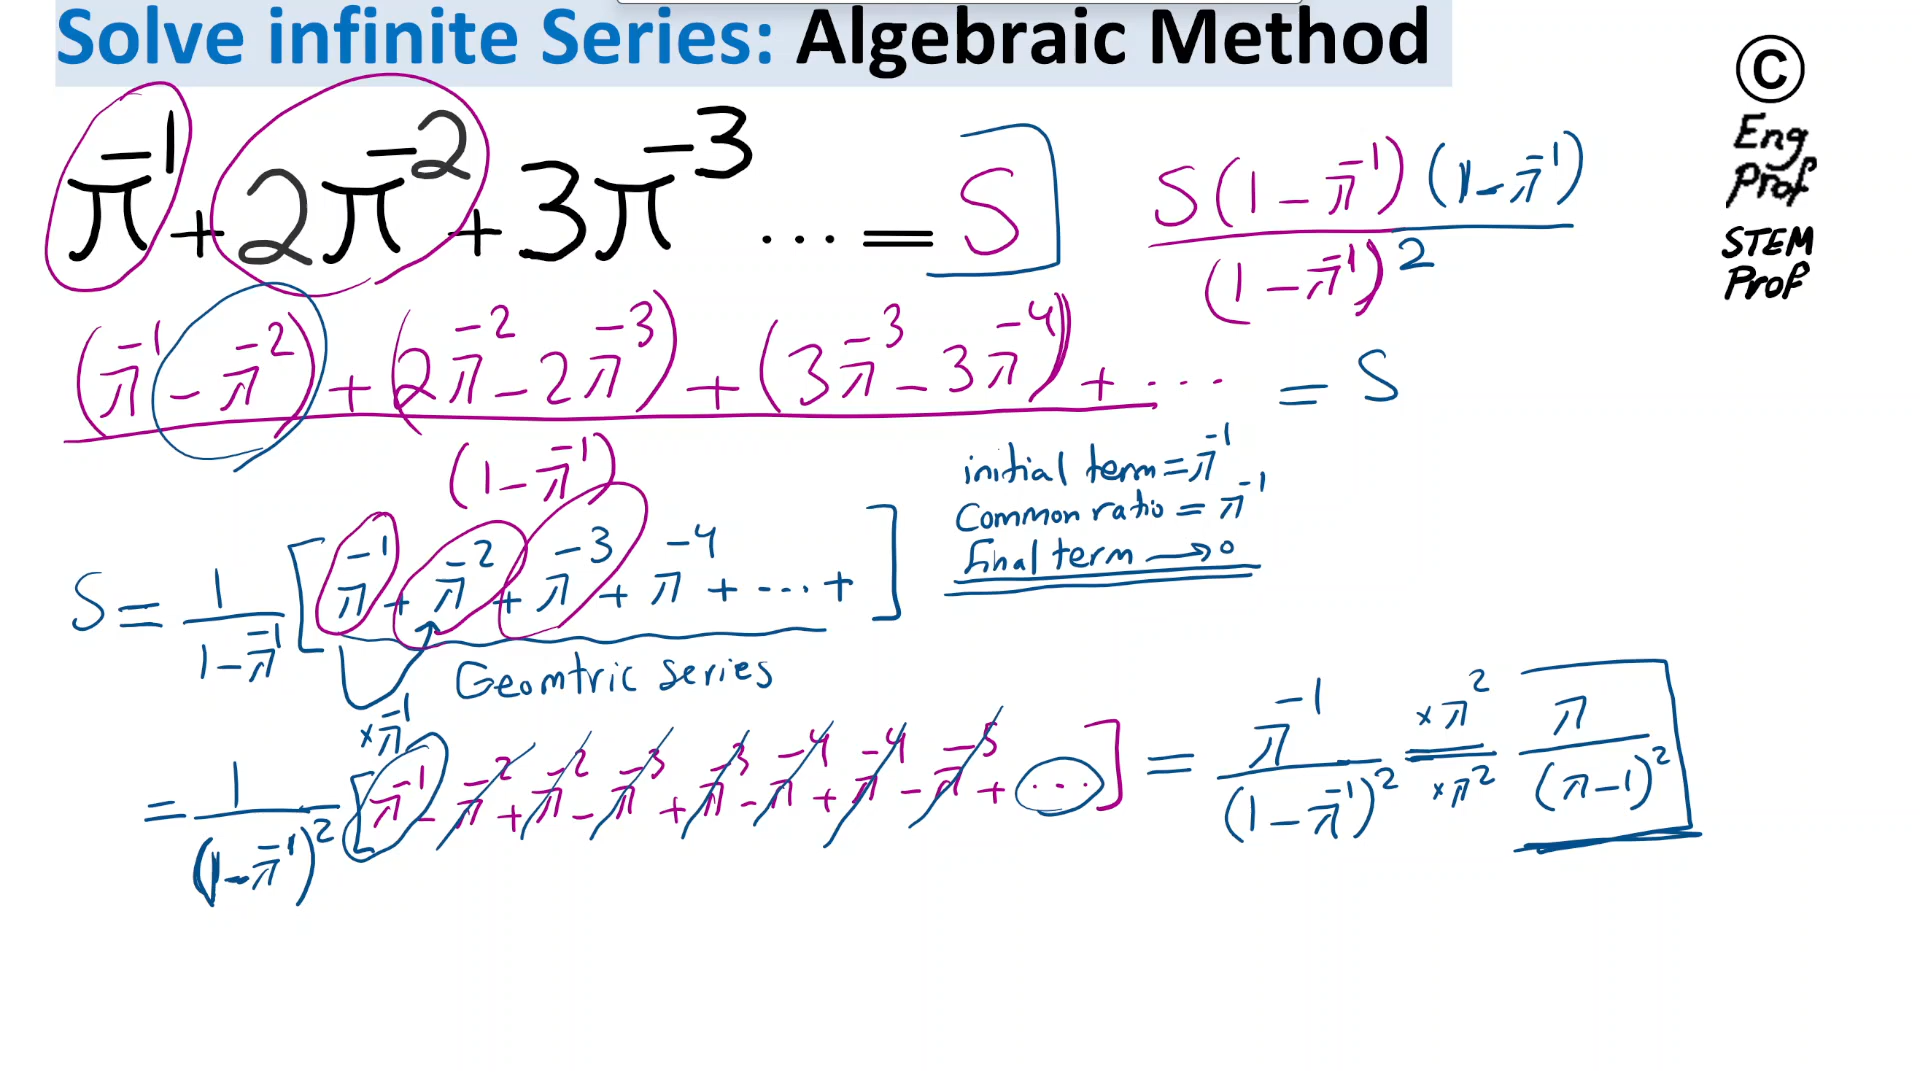 Solve infinite Series: Algebraic Method
π⁻¹ + 2π⁻² + 3π⁻³ ... = S
S(1-π⁻¹)(1-π⁻¹)
(1-π⁻¹)²
(π⁻¹ - π⁻²) + (2π⁻² - 2π⁻³) + (3π⁻³ - 3π⁻⁴) + ... = S
(1-π⁻¹)
initial term = π⁻¹
Common ratio = π⁻¹
final term → 0
S = 1/(1-π⁻¹) [π⁻¹ + π⁻² + π⁻³ + π⁻⁴ + ... +]
Geomtric series
×π⁻¹
= 1/(1-π⁻¹)² [π⁻¹ - π⁻² + π⁻² - π⁻³ + π⁻³ - π⁻⁴ + π⁻⁴ - π⁻⁵ + ...] = π⁻¹/(1-π⁻¹)² ×π²/×π² = π/(π-1)²
©
Eng
Prof
STEM
Prof